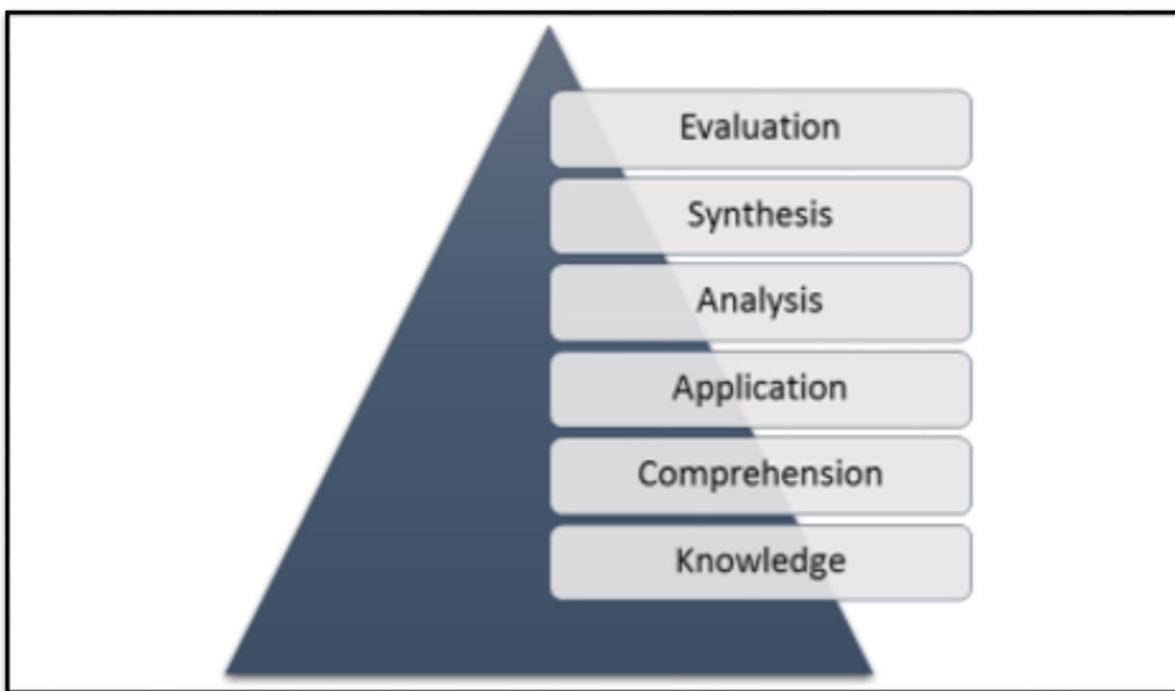 Evaluation
Synthesis
Analysis
Application
Comprehension
Knowledge